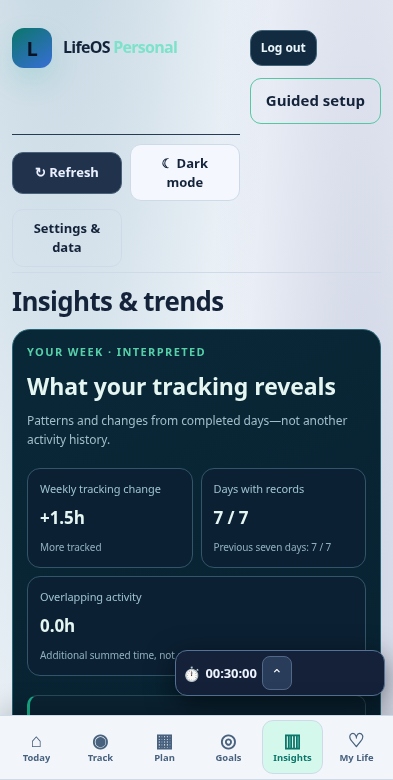 L LifeOS Personal
Log out
Guided setup
↻ Refresh
☾ Dark
mode
Settings &
data
Insights & trends
YOUR WEEK · INTERPRETED
What your tracking reveals
Patterns and changes from completed days—not another
activity history.
Weekly tracking change
+1.5h
More tracked
Days with records
7 / 7
Previous seven days: 7 / 7
Overlapping activity
0.0h
Additional summed time, not
00:30:00
Today
Track
Plan
Goals
Insights
My Life